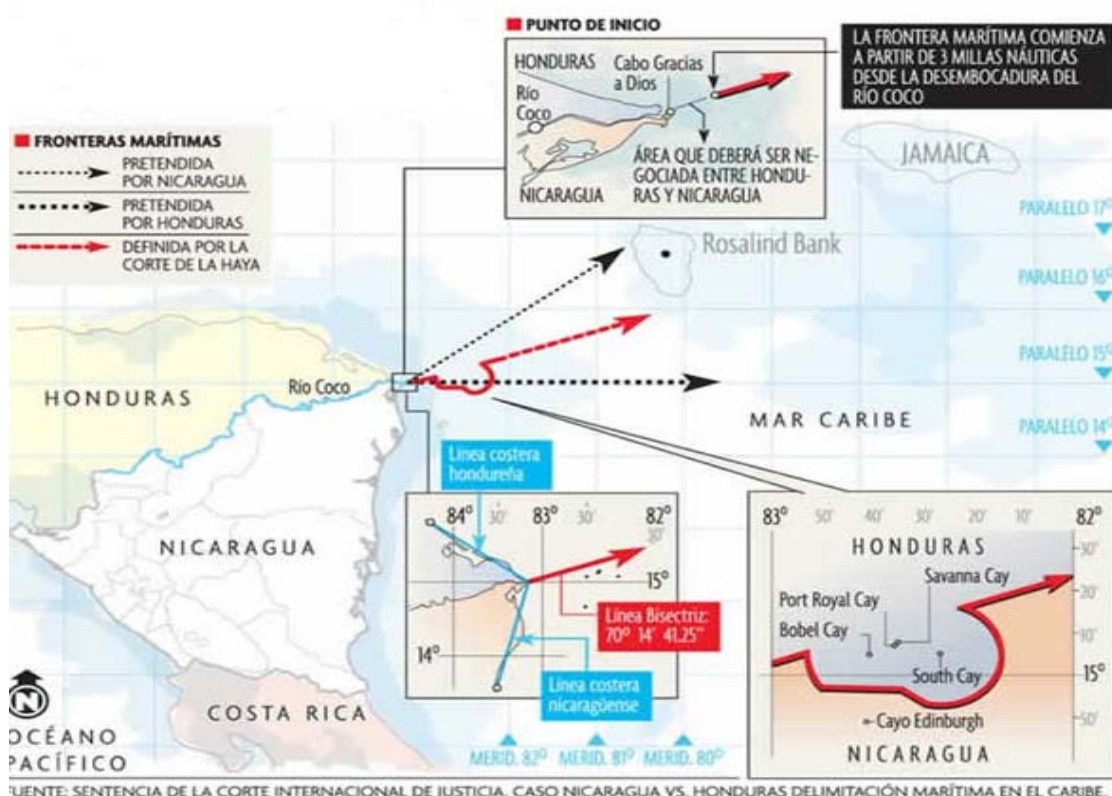 PUNTO DE INICIO
HONDURAS
Cabo Gracias
a Dios
Río
Coco
NICARAGUA
ÁREA QUE DEBERÁ SER NE-
GOCIADA ENTRE HONDU-
RAS Y NICARAGUA
LA FRONTERA MARÍTIMA COMIENZA
A PARTIR DE 3 MILLAS NÁUTICAS
DESDE LA DESEMBOCADURA DEL
RÍO COCO
FRONTERAS MARÍTIMAS
PRETENDIDA
POR NICARAGUA
PRETENDIDA
POR HONDURAS
DEFINIDA POR LA
CORTE DE LA HAYA
JAMAICA
PARALELO 17º
Rosalind Bank
PARALELO 16º
PARALELO 15º
PARALELO 14º
HONDURAS
Río Coco
MAR CARIBE
NICARAGUA
COSTA RICA
N
OCÉANO
PACÍFICO
Línea costera
hondureña
84º 30' 83º 30' 82º
30'
15º
14º
Línea Bisectriz:
70º 14' 41.25"
Línea costera
nicaragüense
MERID. 82º MERID. 81º MERID. 80º
83º 50' 40' 30' 20' 10' 82º
HONDURAS
30'
Savanna Cay
20'
Port Royal Cay
Bobel Cay
10'
South Cay
15º
Cayo Edinburgh
50'
NICARAGUA
FUENTE: SENTENCIA DE LA CORTE INTERNACIONAL DE JUSTICIA. CASO NICARAGUA VS. HONDURAS DELIMITACIÓN MARÍTIMA EN EL CARIBE.